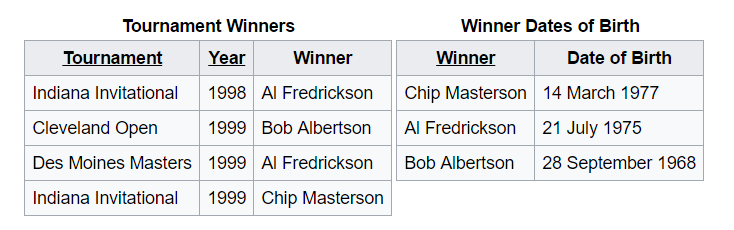 Tournament Winners
Tournament Year Winner
Indiana Invitational 1998 Al Fredrickson
Cleveland Open 1999 Bob Albertson
Des Moines Masters 1999 Al Fredrickson
Indiana Invitational 1999 Chip Masterson
Winner Dates of Birth
Winner Date of Birth
Chip Masterson 14 March 1977
Al Fredrickson 21 July 1975
Bob Albertson 28 September 1968